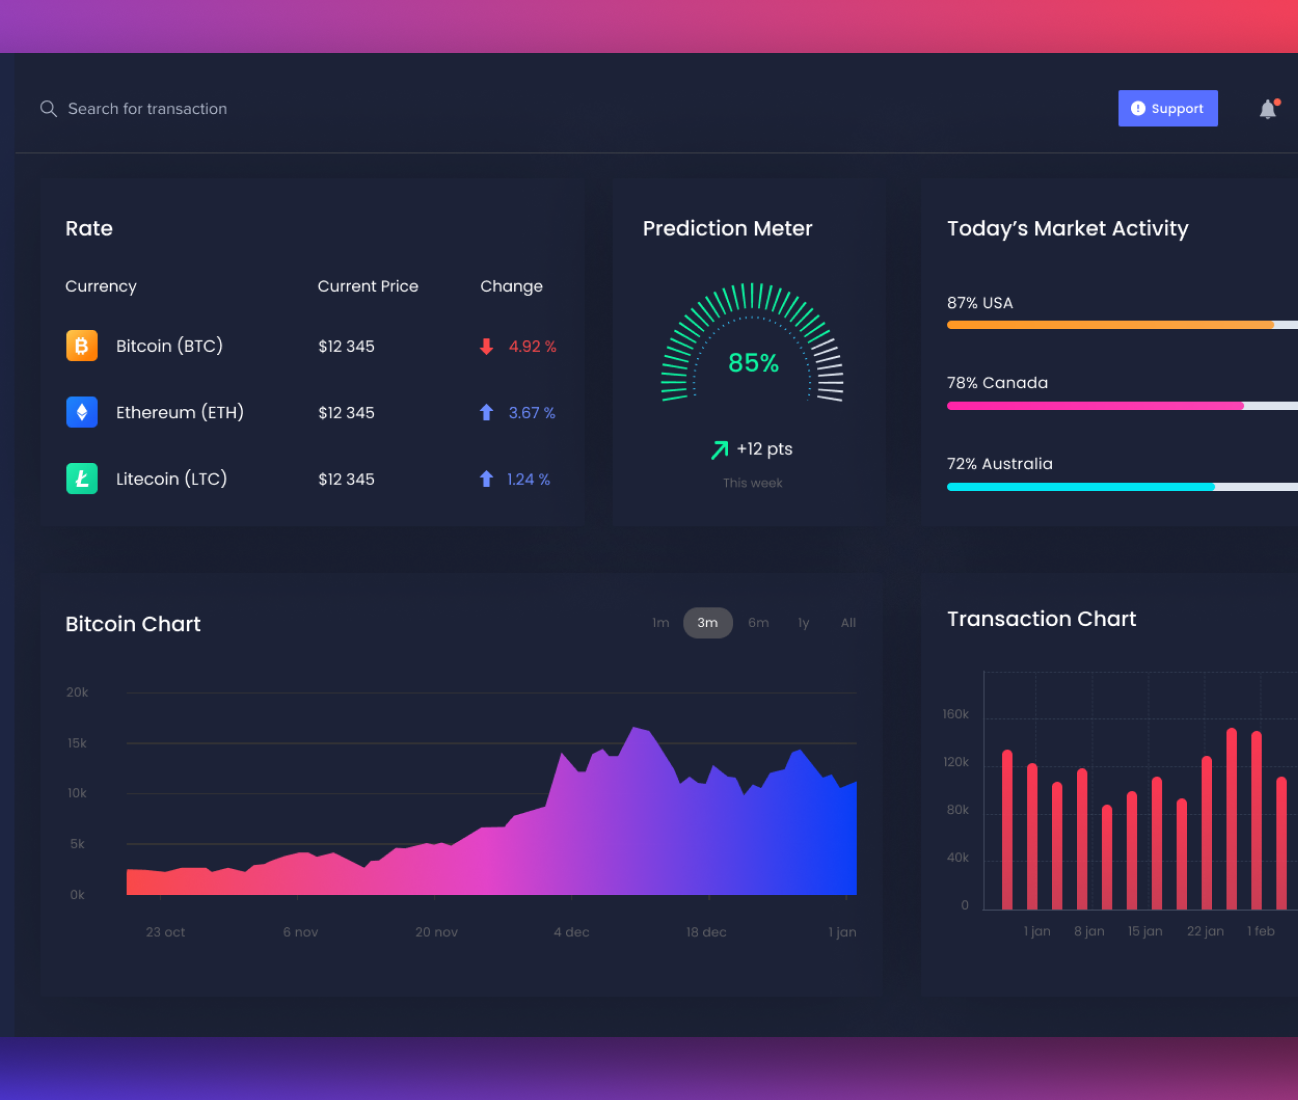 Search for transaction
Support
Rate
Currency Current Price Change
Bitcoin (BTC) $12 345 4.92 %
Ethereum (ETH) $12 345 3.67 %
Litecoin (LTC) $12 345 1.24 %
Prediction Meter
85%
+12 pts
This week
Today’s Market Activity
87% USA
78% Canada
72% Australia
Bitcoin Chart
1m 3m 6m 1y All
20k
15k
10k
5k
0k
23 oct 6 nov 20 nov 4 dec 18 dec 1 jan
Transaction Chart
160k
120k
80k
40k
0
1 jan 8 jan 15 jan 22 jan 1 feb